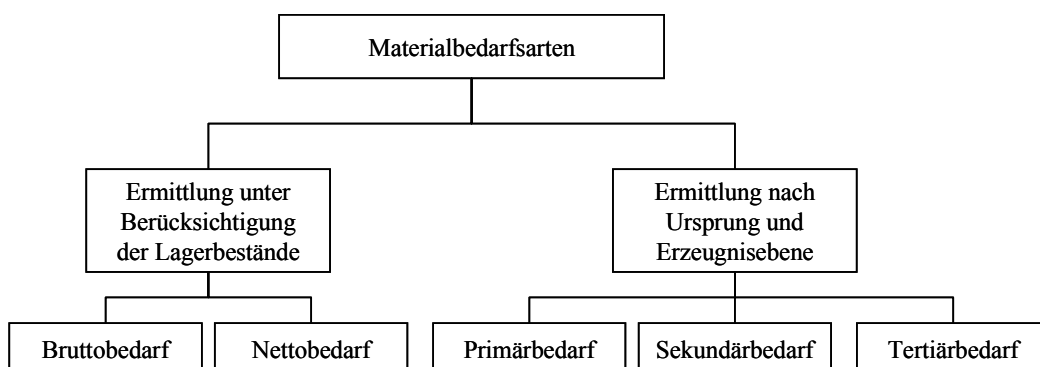 Materialbedarfsarten
Ermittlung unter
Berücksichtigung
der Lagerbestände
Ermittlung nach
Ursprung und
Erzeugnisebene
Bruttobedarf
Nettobedarf
Primärbedarf
Sekundärbedarf
Tertiärbedarf